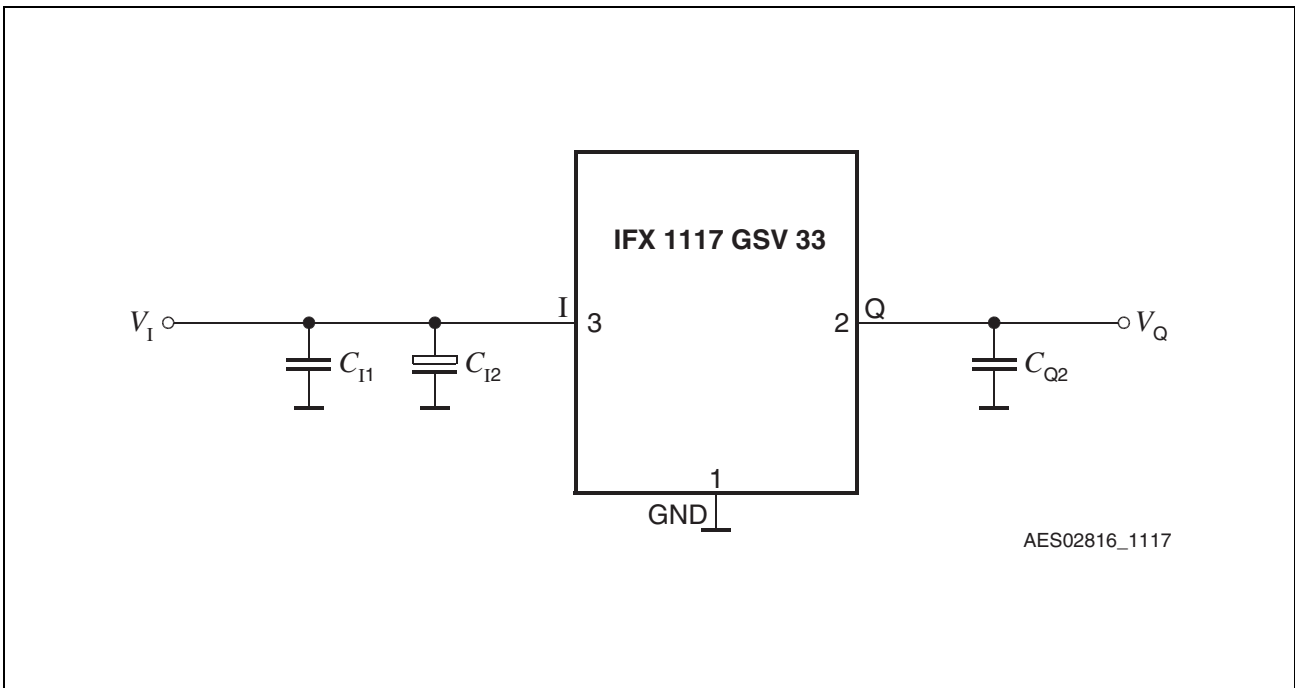 IFX 1117 GSV 33
V_I
I
3
2
Q
V_Q
C_I1
C_I2
C_Q2
1
GND
AES02816_1117